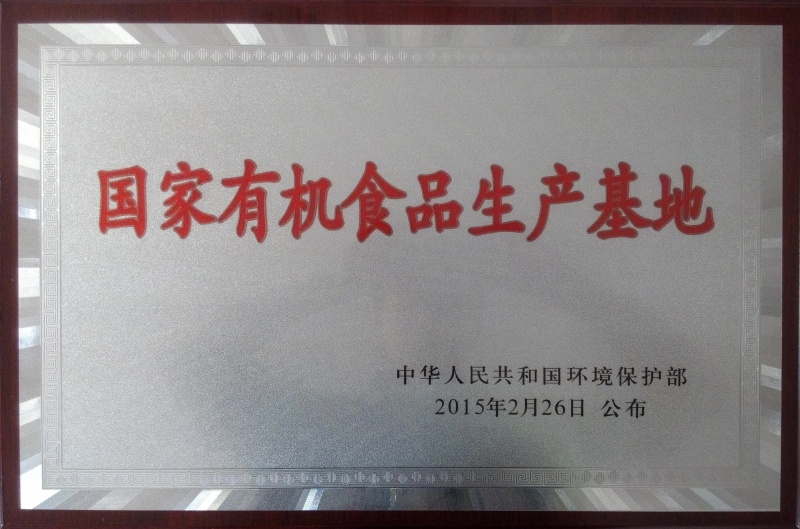 国家有机食品生产基地
中华人民共和国环境保护部
2015年2月26日 公布